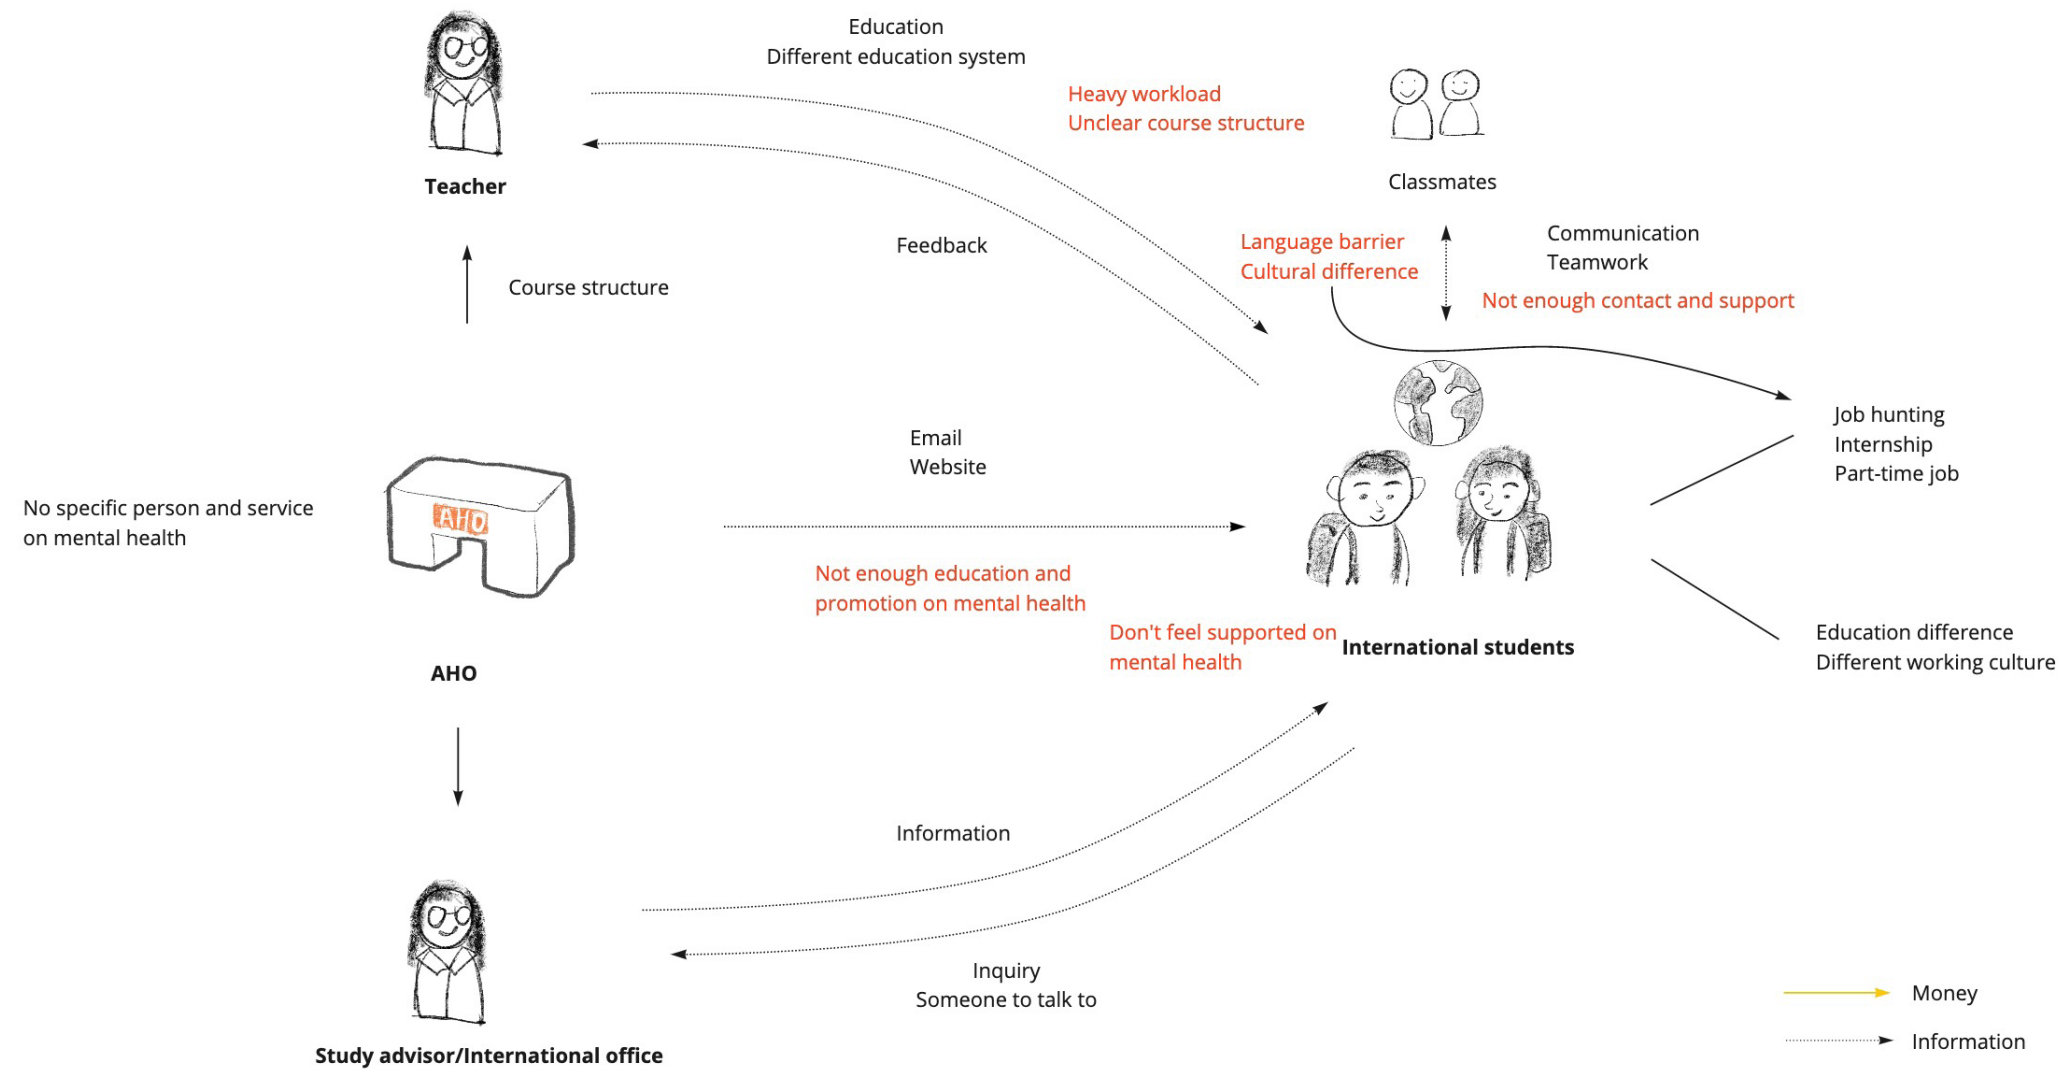 Education
Different education system
Heavy workload
Unclear course structure
Teacher
Classmates
Feedback
Language barrier
Cultural difference
Communication
Teamwork
Not enough contact and support
Course structure
Job hunting
Internship
Part-time job
Email
Website
No specific person and service
on mental health
AHO
Not enough education and
promotion on mental health
Don't feel supported on
mental health
International students
Education difference
Different working culture
AHO
Information
Inquiry
Someone to talk to
Study advisor/International office
Money
Information